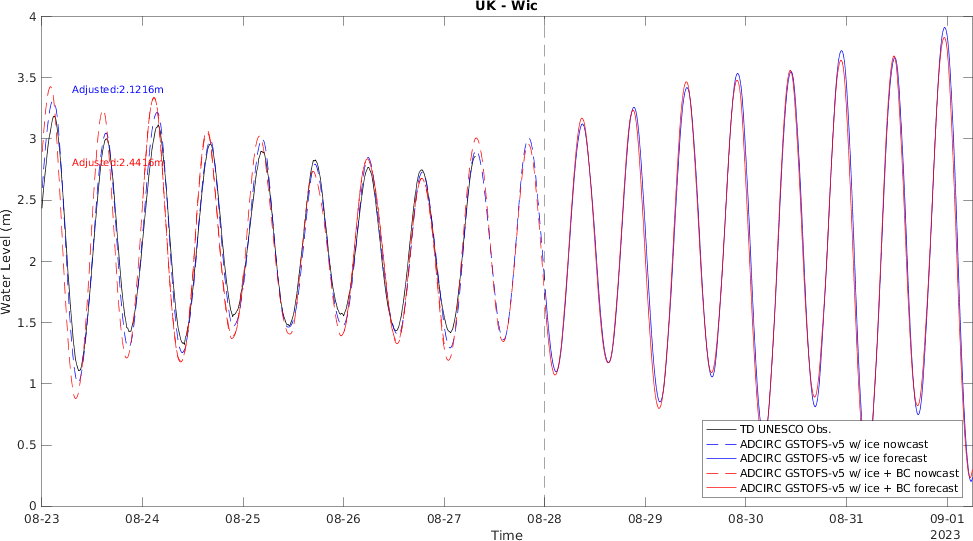 UK - Wic
4
3.5
3
2.5
2
1.5
1
0.5
0
Water Level (m)
Adjusted:2.1216m
Adjusted:2.4416m
TD UNESCO Obs.
ADCIRC GSTOFS-v5 w/ ice nowcast
ADCIRC GSTOFS-v5 w/ ice forecast
ADCIRC GSTOFS-v5 w/ ice + BC nowcast
ADCIRC GSTOFS-v5 w/ ice + BC forecast
08-23 08-24 08-25 08-26 08-27 08-28 08-29 08-30 08-31 09-01
Time 2023